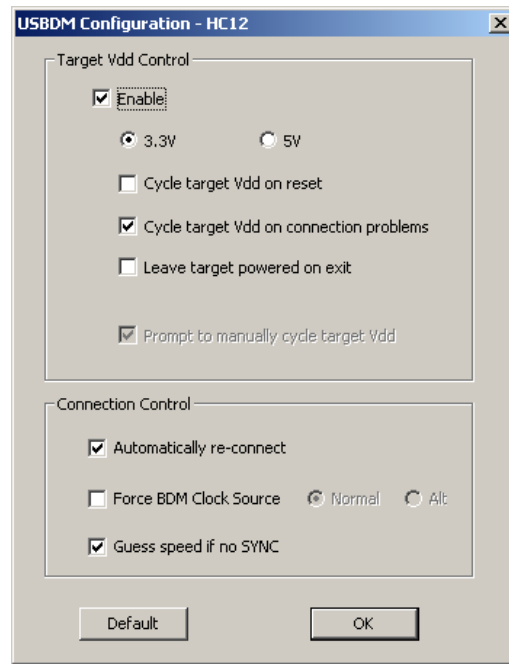 USBDM Configuration - HC12
Target Vdd Control
Enable
3.3V 5V
Cycle target Vdd on reset
Cycle target Vdd on connection problems
Leave target powered on exit
Prompt to manually cycle target Vdd
Connection Control
Automatically re-connect
Force BDM Clock Source Normal Alt
Guess speed if no SYNC
Default OK